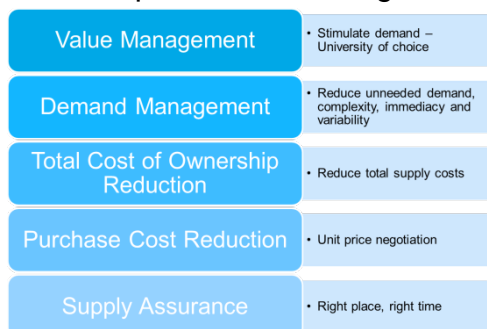 Value Management
• Stimulate demand –
University of choice
Demand Management
• Reduce unneeded demand,
complexity, immediacy and
variability
Total Cost of Ownership
Reduction
• Reduce total supply costs
Purchase Cost Reduction
• Unit price negotiation
Supply Assurance
• Right place, right time